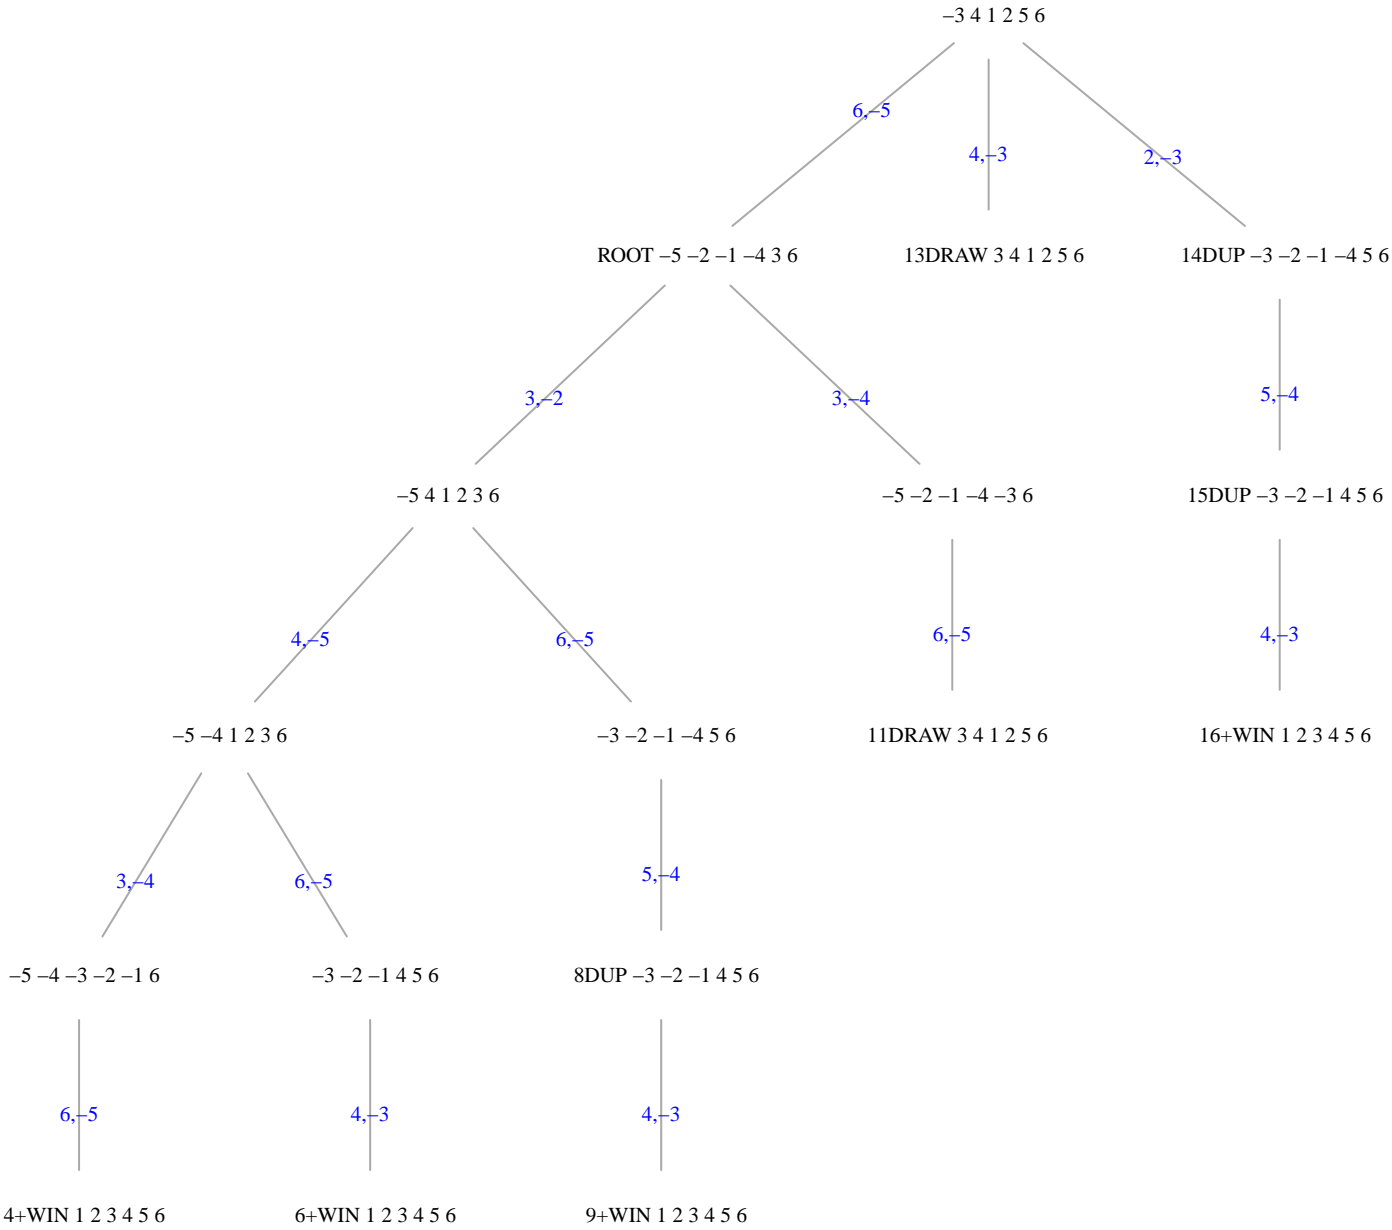 –3 4 1 2 5 6
6,–5
4,–3
2,–3
ROOT –5 –2 –1 –4 3 6
13DRAW 3 4 1 2 5 6
14DUP –3 –2 –1 –4 5 6
3,–2
3,–4
5,–4
–5 4 1 2 3 6
–5 –2 –1 –4 –3 6
15DUP –3 –2 –1 4 5 6
4,–5
6,–5
6,–5
4,–3
–5 –4 1 2 3 6
–3 –2 –1 –4 5 6
11DRAW 3 4 1 2 5 6
16+WIN 1 2 3 4 5 6
3,–4
6,–5
5,–4
–5 –4 –3 –2 –1 6
–3 –2 –1 4 5 6
8DUP –3 –2 –1 4 5 6
6,–5
4,–3
4,–3
4+WIN 1 2 3 4 5 6
6+WIN 1 2 3 4 5 6
9+WIN 1 2 3 4 5 6